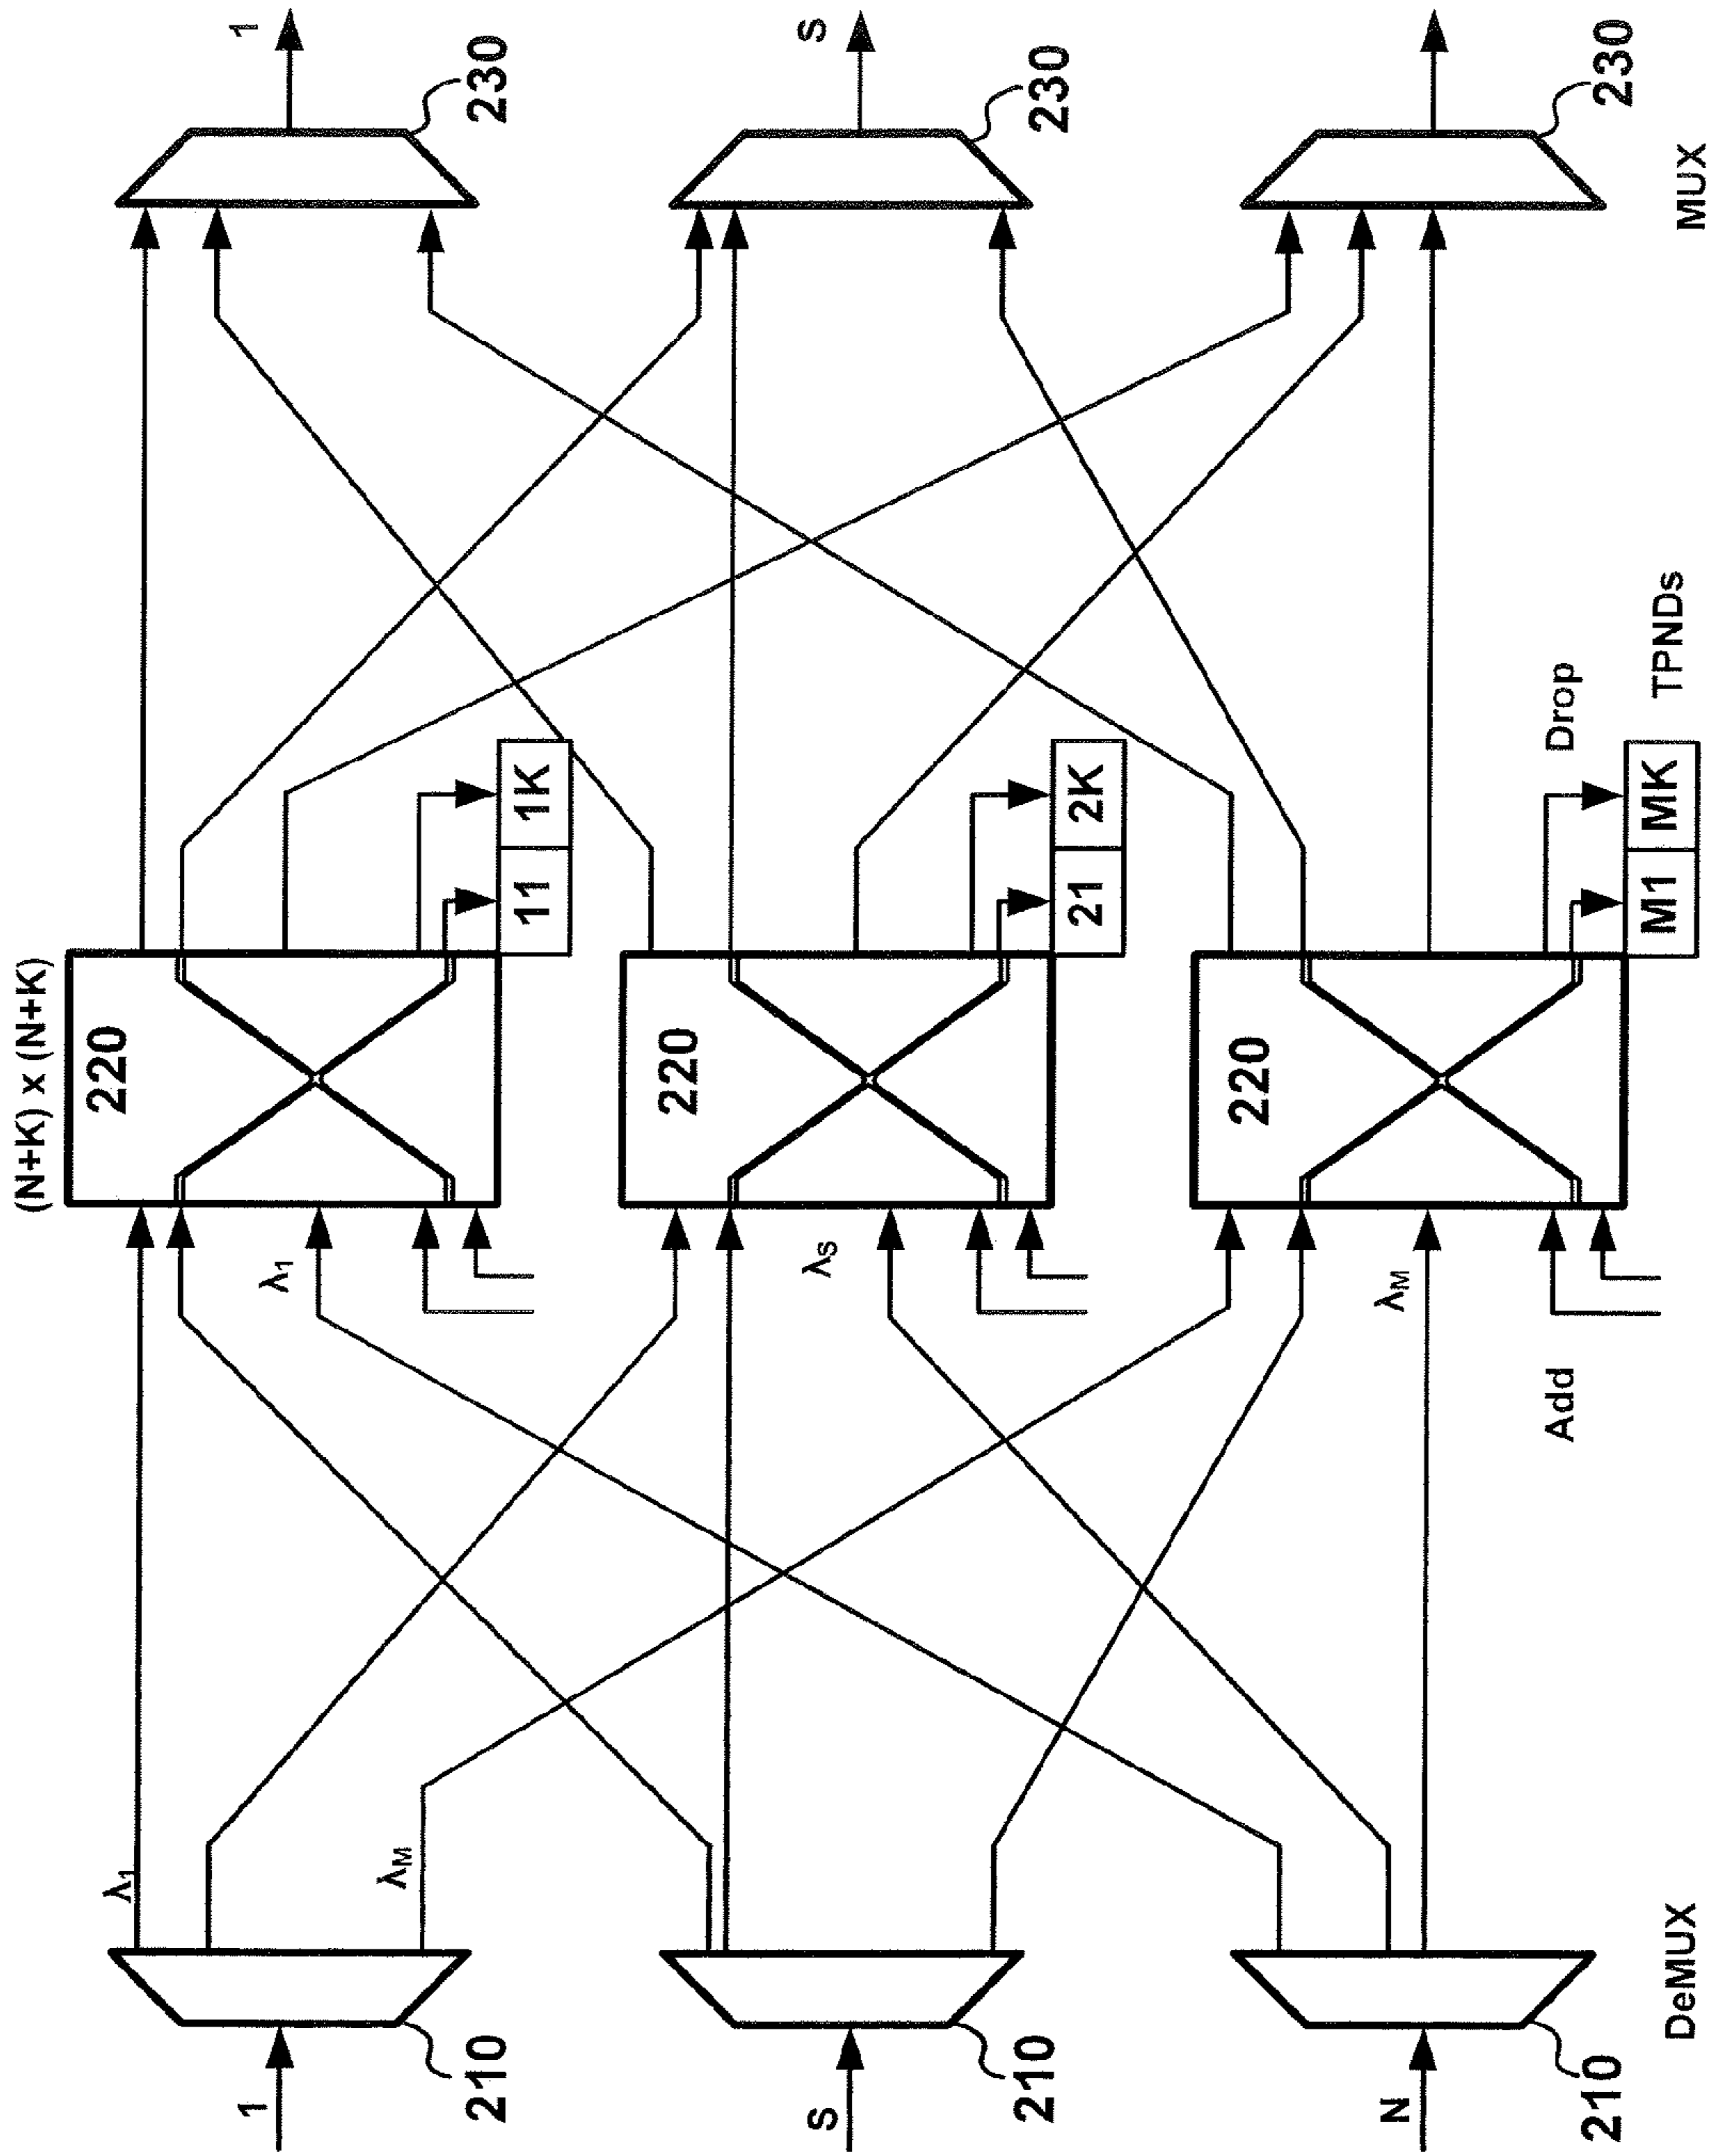 (N+K) x (N+K)
1
210
λ1
λM
λ1
220
11
1K
1
230
S
210
λS
220
21
2K
S
230
N
210
λM
220
M1
MK
230
Add
Drop
TPNDs
DeMUX
MUX